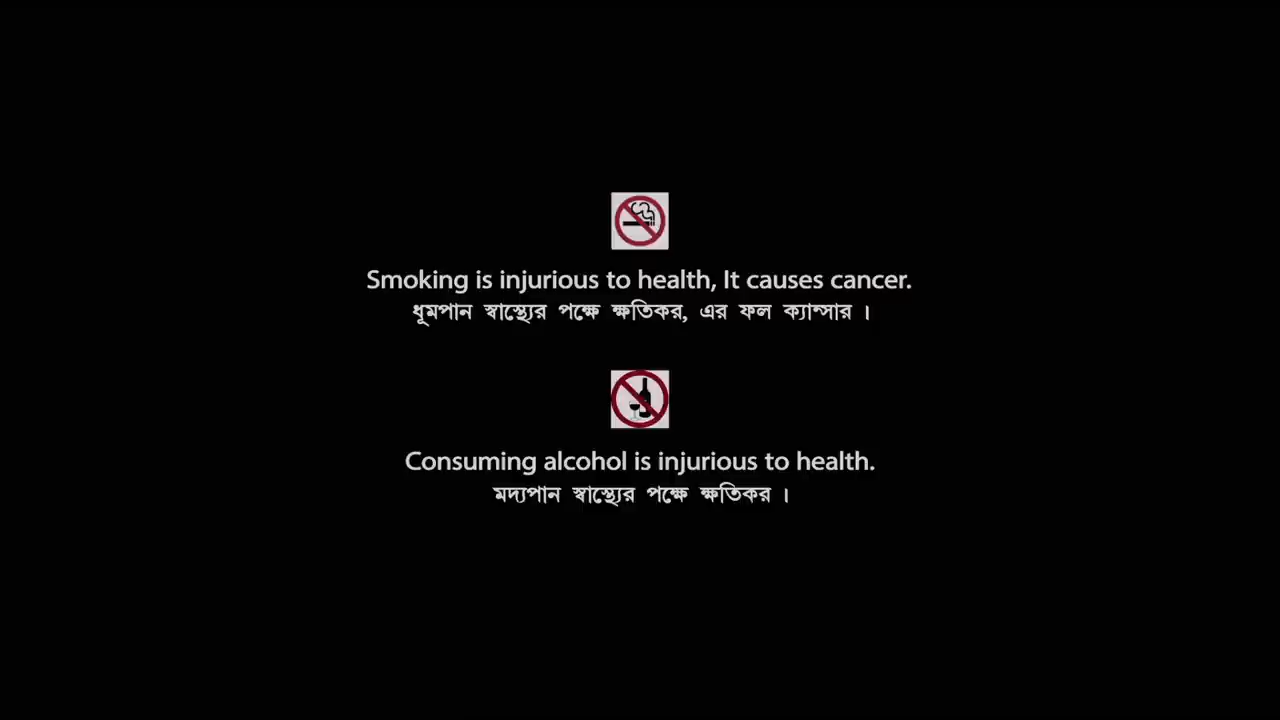 Smoking is injurious to health, It causes cancer.
ধূমপান স্বাস্থ্যের পক্ষে ক্ষতিকর, এর ফল ক্যান্সার ।
Consuming alcohol is injurious to health.
মদ্যপান স্বাস্থ্যের পক্ষে ক্ষতিকর ।